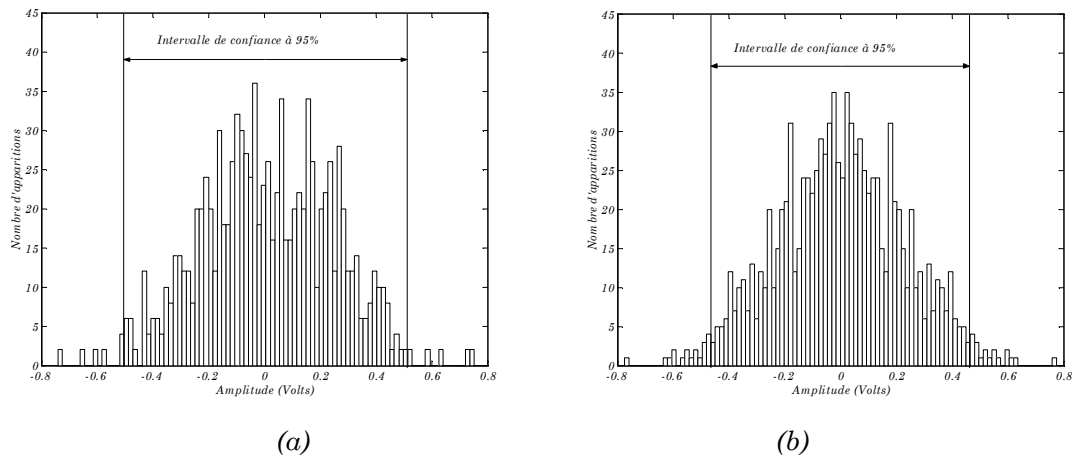 45
40
35
30
25
20
15
10
5
0
Nombre d'apparitions
Intervalle de confiance à 95%
-0.8 -0.6 -0.4 -0.2 0 0.2 0.4 0.6 0.8
Amplitude (Volts)
(a)
45
40
35
30
25
20
15
10
5
0
Nombre d'apparitions
Intervalle de confiance à 95%
-0.8 -0.6 -0.4 -0.2 0 0.2 0.4 0.6 0.8
Amplitude (Volts)
(b)